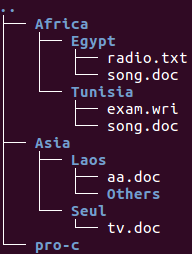 ..
Africa
Egypt
radio.txt
song.doc
Tunisia
exam.wri
song.doc
Asia
Laos
aa.doc
Others
Seul
tv.doc
pro-c